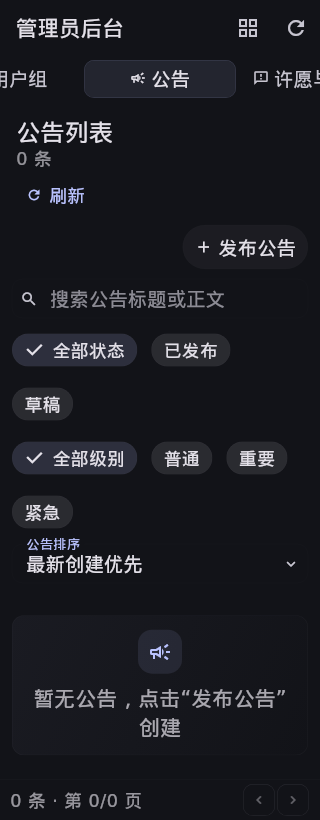 管理员后台
用户组
公告
许愿与
公告列表
0 条
刷新
发布公告
搜索公告标题或正文
全部状态
已发布
草稿
全部级别
普通
重要
紧急
公告排序
最新创建优先
暂无公告，点击“发布公告”
创建
0 条 · 第 0/0 页